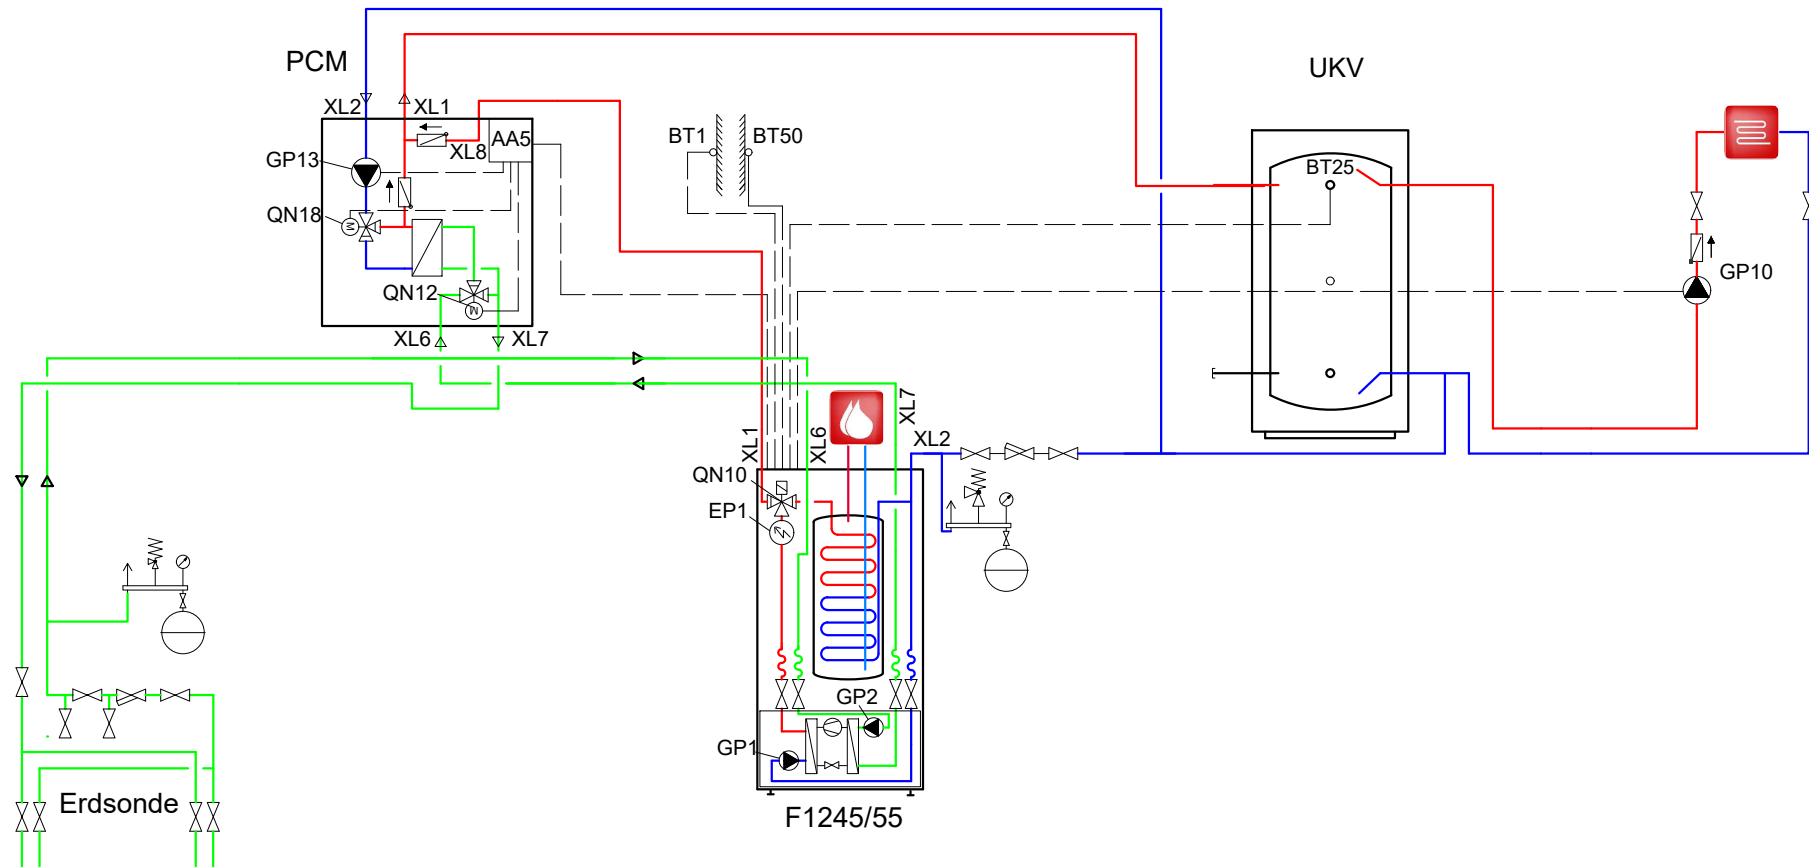 PCM
UKV
XL2
XL1
AA5
XL8
GP13
BT1
BT50
BT25
QN18
M
GP10
QN12
M
XL6
XL7
XL1
XL6
XL7
XL2
QN10
EP1
GP2
GP1
Erdsonde
F1245/55